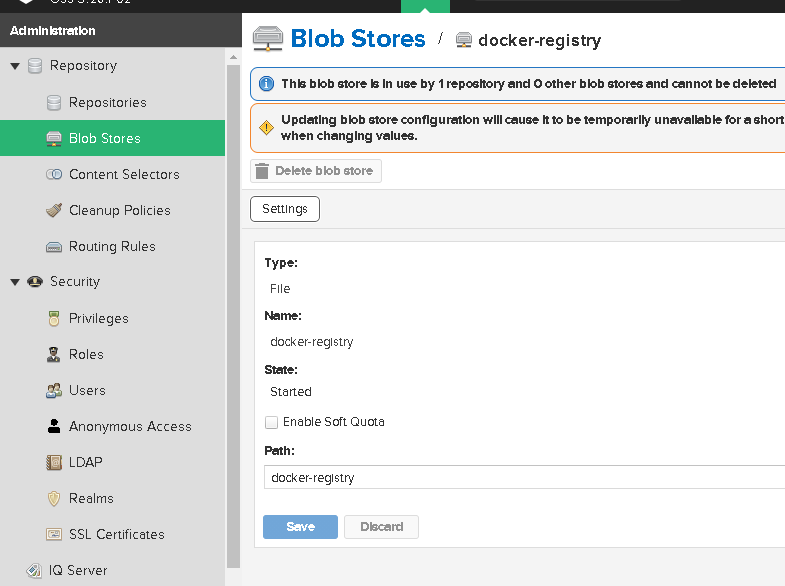 Administration
Repository
Repositories
Blob Stores
Content Selectors
Cleanup Policies
Routing Rules
Security
Privileges
Roles
Users
Anonymous Access
LDAP
Realms
SSL Certificates
IQ Server
Blob Stores / docker-registry
This blob store is in use by 1 repository and 0 other blob stores and cannot be deleted
Updating blob store configuration will cause it to be temporarily unavailable for a short
when changing values.
Delete blob store
Settings
Type:
File
Name:
docker-registry
State:
Started
Enable Soft Quota
Path:
docker-registry
Save Discard